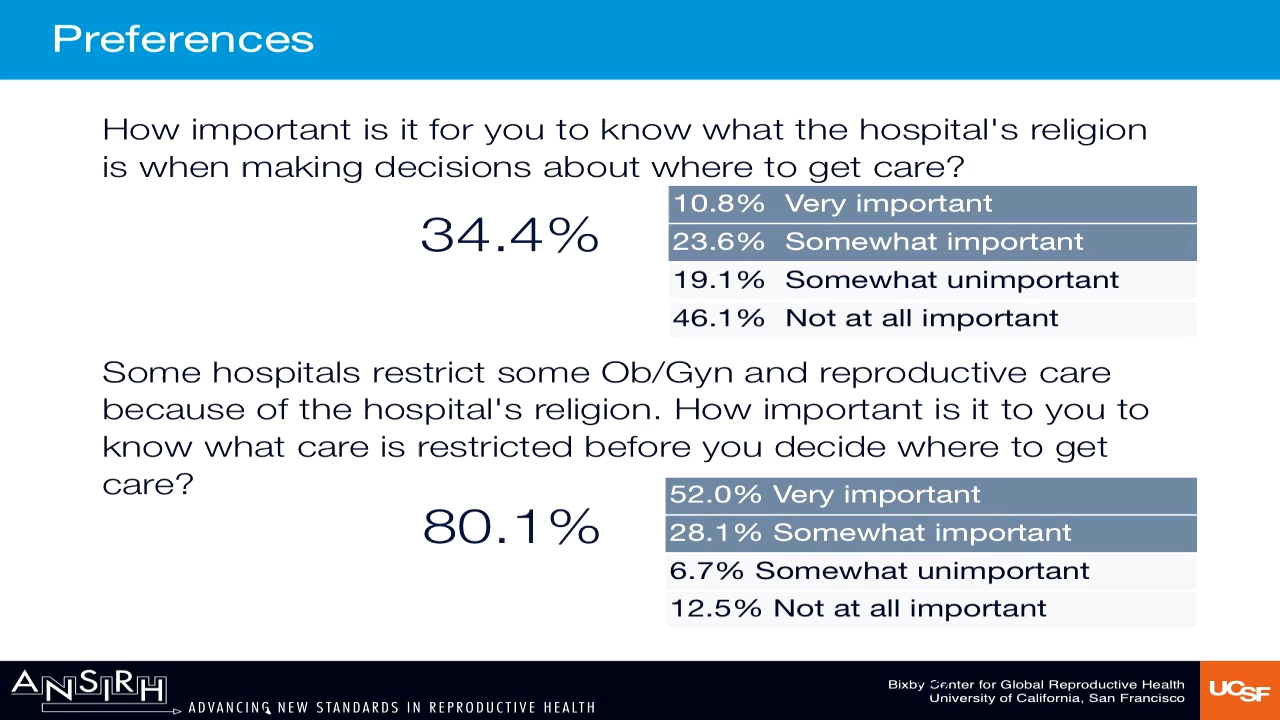 Preferences
How important is it for you to know what the hospital's religion
is when making decisions about where to get care?
34.4%
10.8% Very important
23.6% Somewhat important
19.1% Somewhat unimportant
46.1% Not at all important
Some hospitals restrict some Ob/Gyn and reproductive care
because of the hospital's religion. How important is it to you to
know what care is restricted before you decide where to get
care?
80.1%
52.0% Very important
28.1% Somewhat important
6.7% Somewhat unimportant
12.5% Not at all important
ANSIRH
ADVANCING NEW STANDARDS IN REPRODUCTIVE HEALTH
Bixby Center for Global Reproductive Health
University of California, San Francisco
UCSF